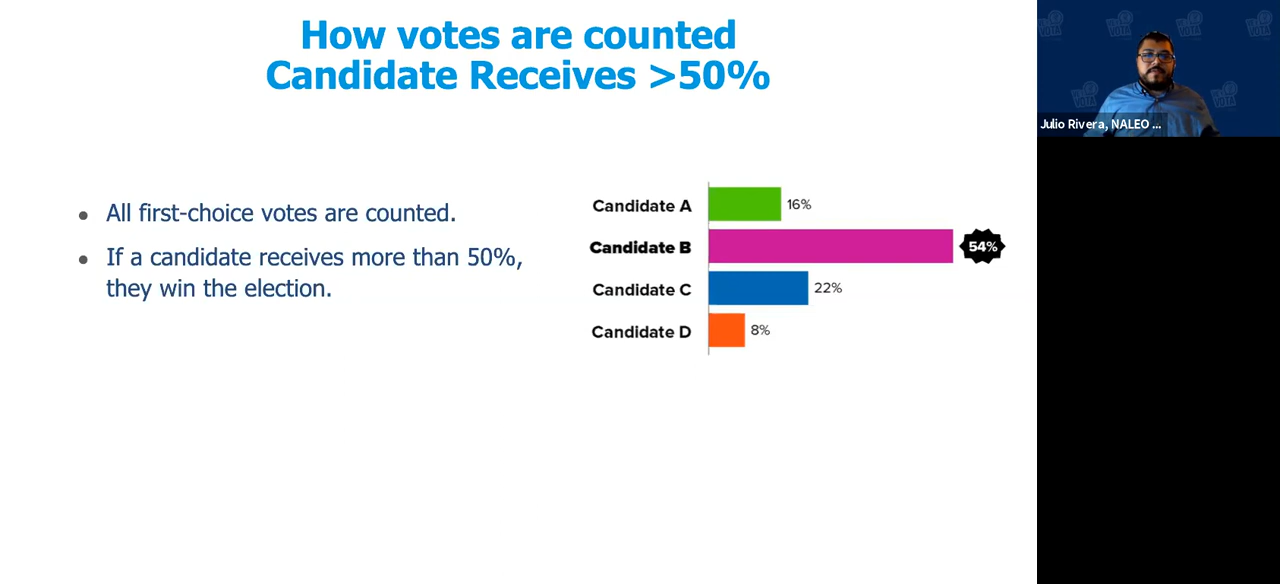 How votes are counted
Candidate Receives >50%
• All first-choice votes are counted.
• If a candidate receives more than 50%,
they win the election.
Candidate A 16%
Candidate B 54%
Candidate C 22%
Candidate D 8%
Julio Rivera, NALEO ...